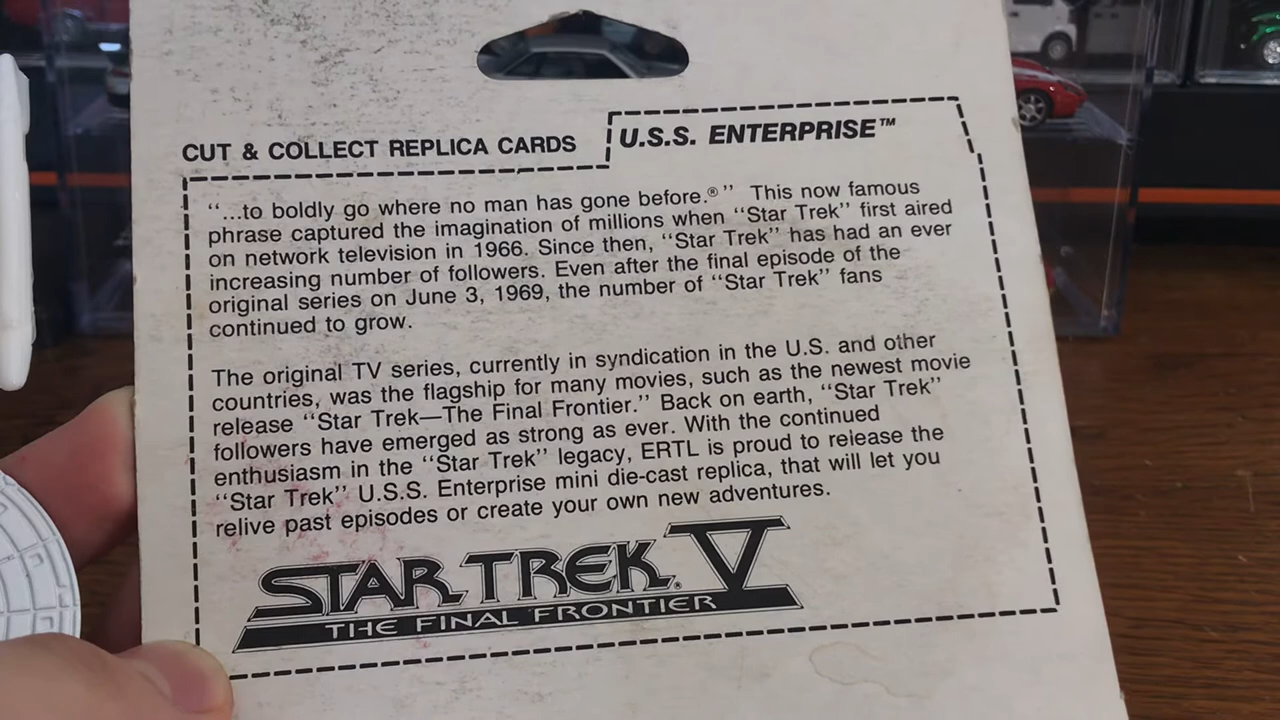 CUT & COLLECT REPLICA CARDS
U.S.S. ENTERPRISE™
“...to boldly go where no man has gone before.®” This now famous
phrase captured the imagination of millions when “Star Trek” first aired
on network television in 1966. Since then, “Star Trek” has had an ever
increasing number of followers. Even after the final episode of the
original series on June 3, 1969, the number of “Star Trek” fans
continued to grow.
The original TV series, currently in syndication in the U.S. and other
countries, was the flagship for many movies, such as the newest movie
release “Star Trek—The Final Frontier.” Back on earth, “Star Trek”
followers have emerged as strong as ever. With the continued
enthusiasm in the “Star Trek” legacy, ERTL is proud to release the
“Star Trek” U.S.S. Enterprise mini die-cast replica, that will let you
relive past episodes or create your own new adventures.
STAR TREK® V
THE FINAL FRONTIER